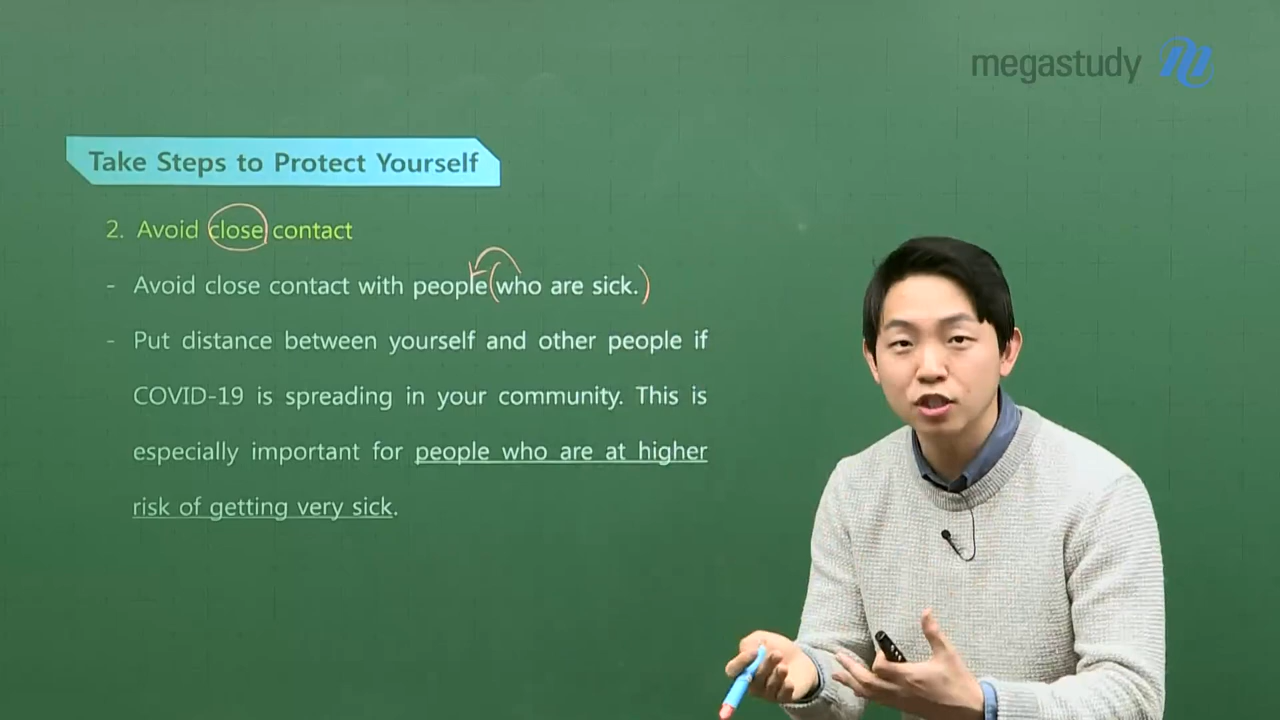 megastudy
Take Steps to Protect Yourself
2. Avoid close contact
- Avoid close contact with people (who are sick.)
- Put distance between yourself and other people if
COVID-19 is spreading in your community. This is
especially important for people who are at higher
risk of getting very sick.